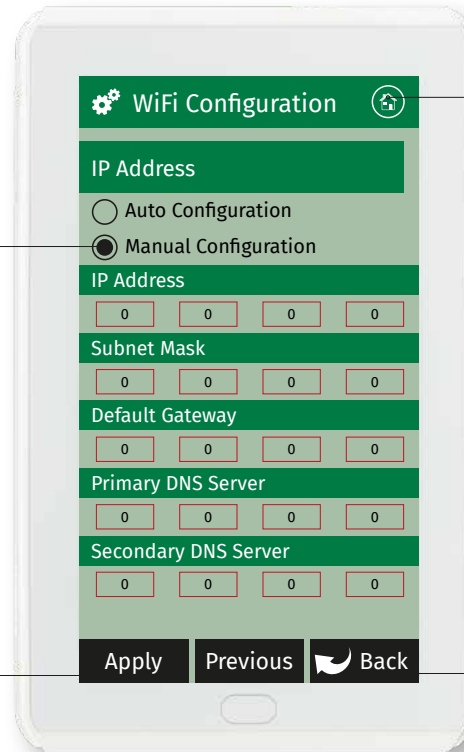 WiFi Configuration
IP Address
Auto Configuration
Manual Configuration
IP Address
0 0 0 0
Subnet Mask
0 0 0 0
Default Gateway
0 0 0 0
Primary DNS Server
0 0 0 0
Secondary DNS Server
0 0 0 0
Apply Previous Back